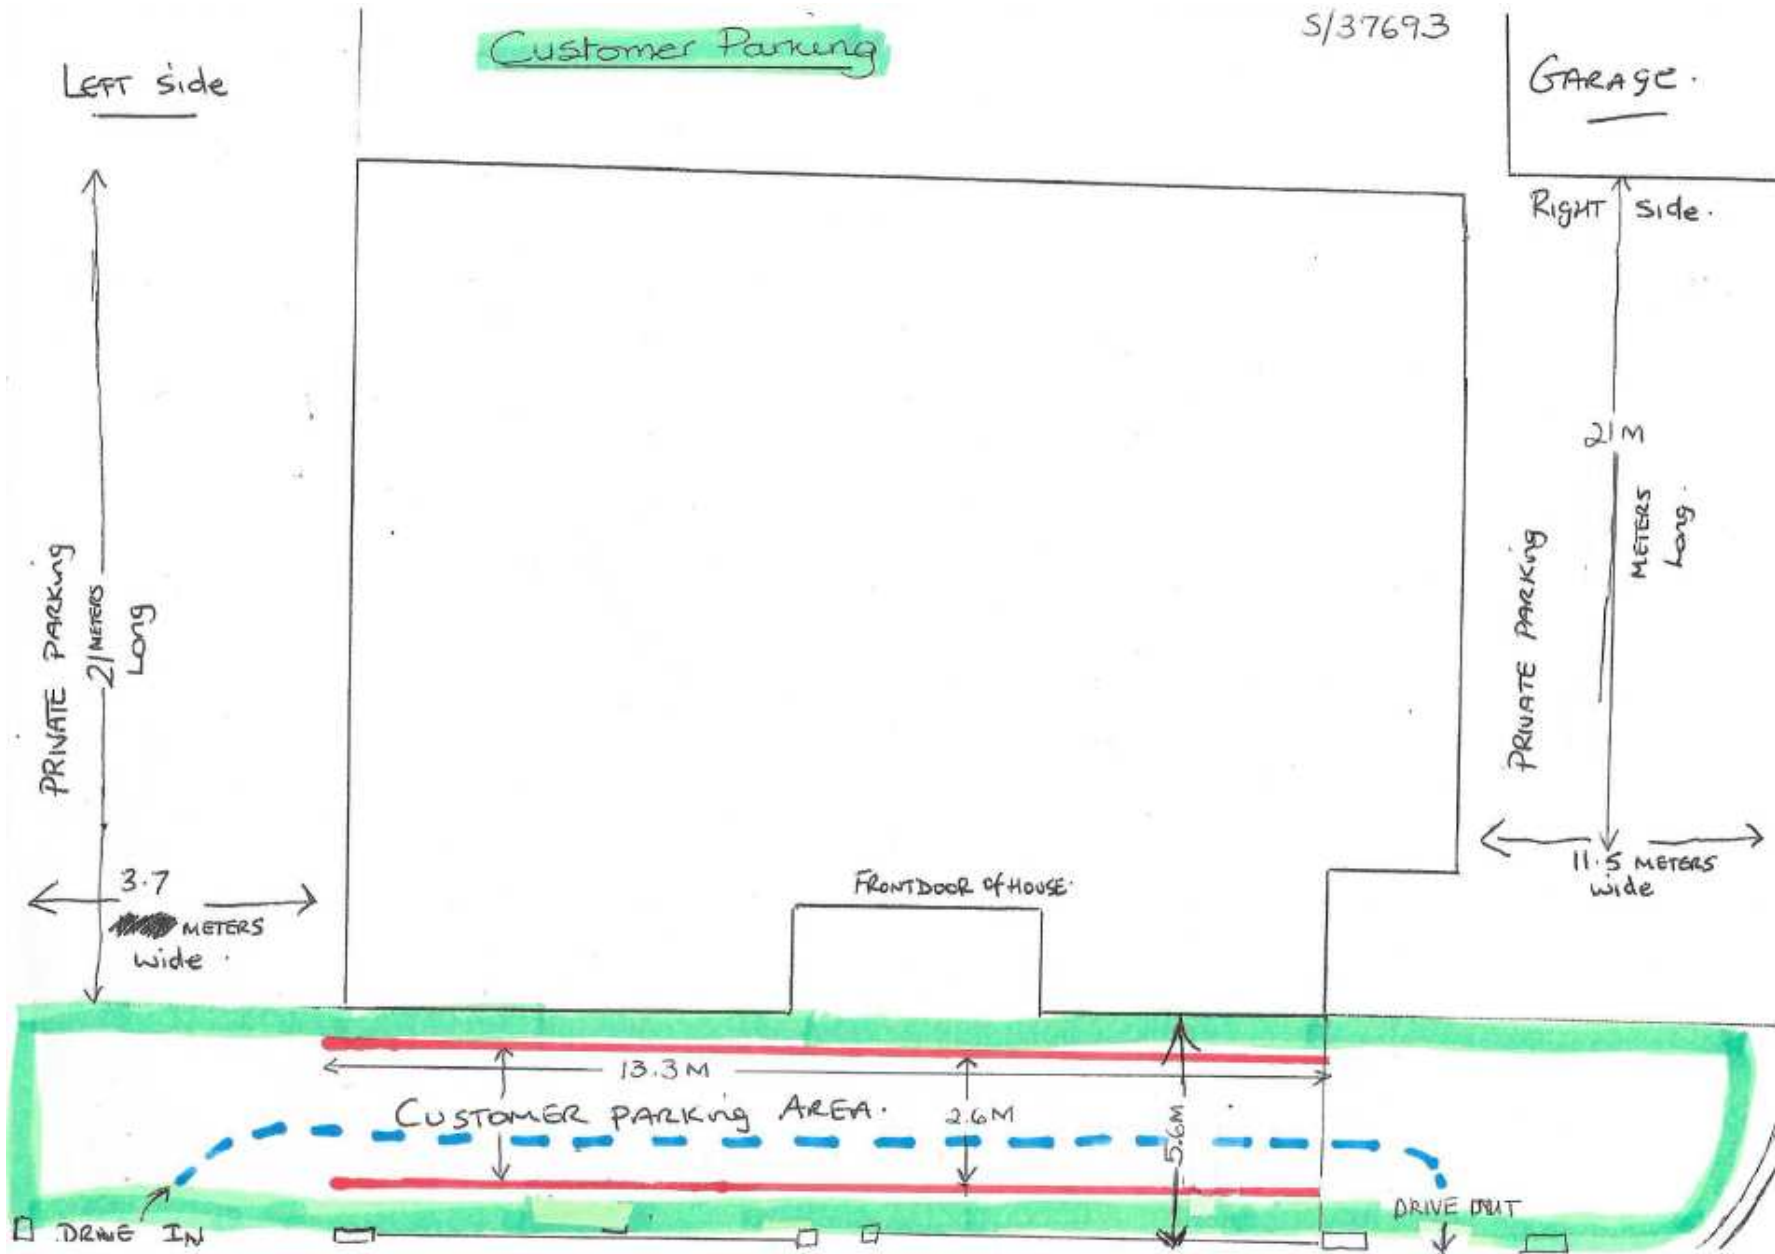 Customer Parking
S/37693
LEFT side
GARAGE.
RIGHT side.
PRIVATE PARKING
21 METERS
Long
21M
METERS
Long.
PRIVATE PARKING
3.7
METERS
wide.
FRONTDOOR of HOUSE.
11.5 METERS
wide
13.3M
CUSTOMER PARKING AREA.
2.6M
5.6M
DRIVE IN
DRIVE OUT